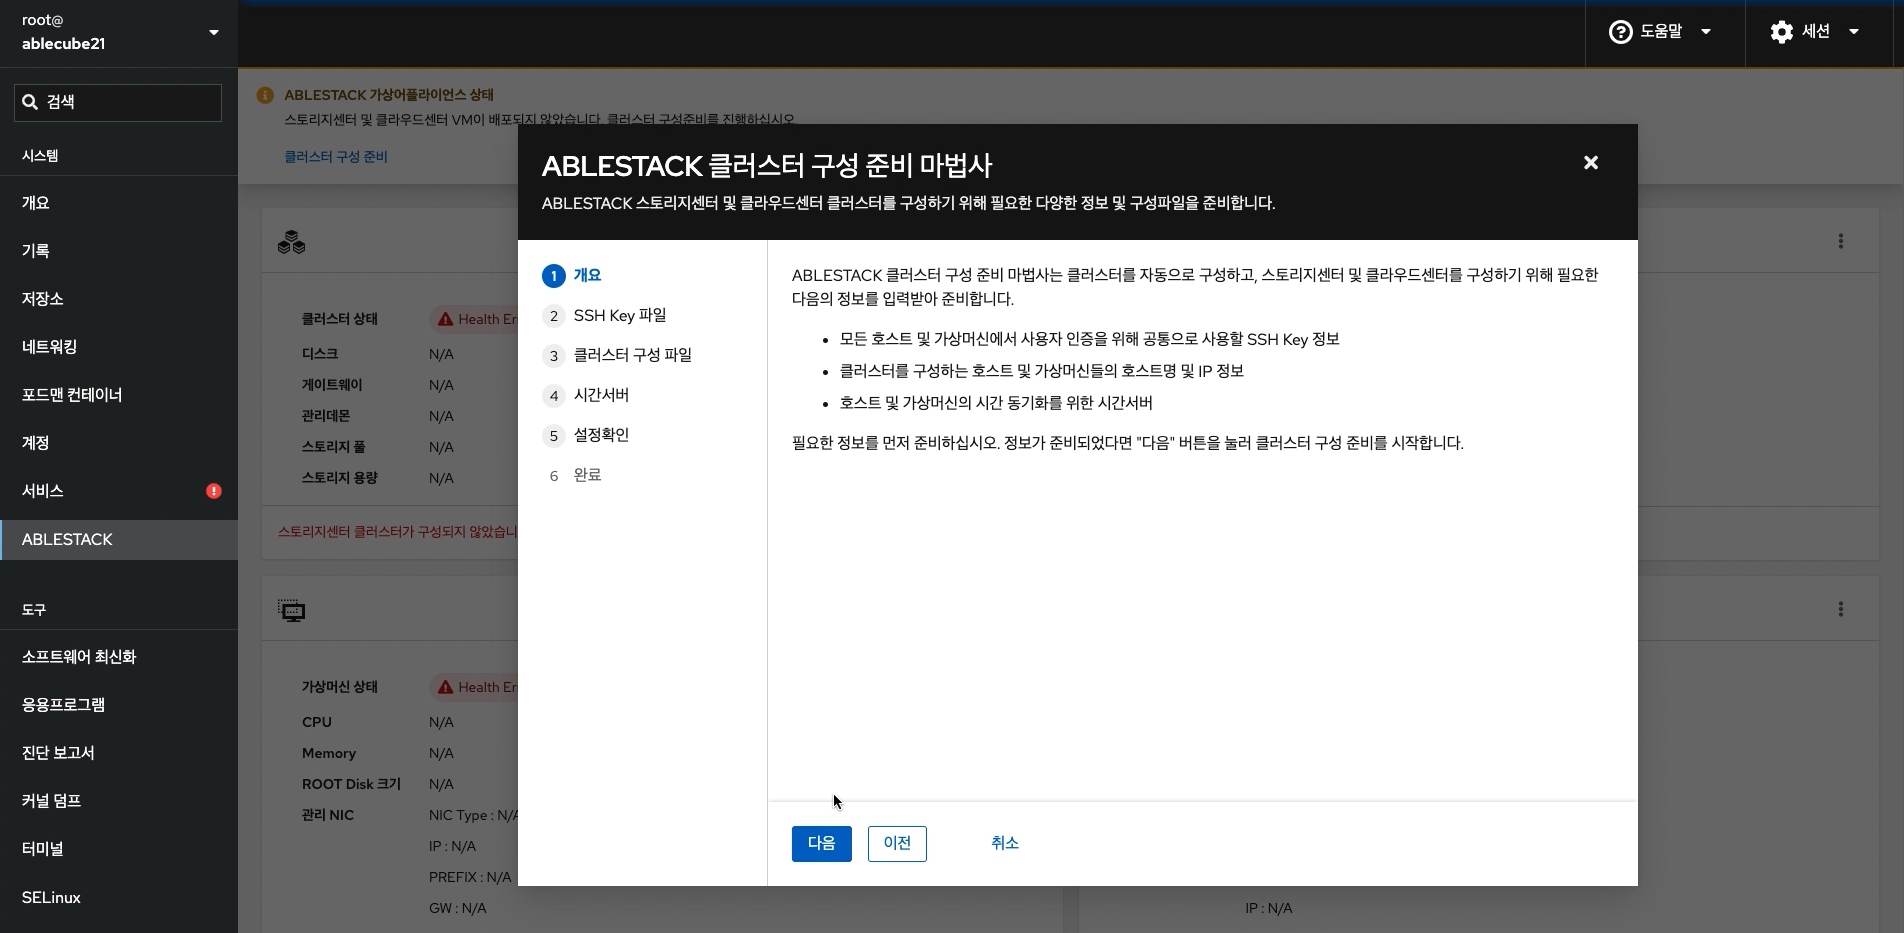 root@
ablecube21
도움말
세션
검색
시스템
개요
기록
저장소
네트워킹
포드맨 컨테이너
계정
서비스
ABLESTACK
도구
소프트웨어 최신화
응용프로그램
진단 보고서
커널 덤프
터미널
SELinux
ABLESTACK 가상어플라이언스 상태
스토리지센터 및 클라우드센터 VM이 배포되지 않았습니다. 클러스터 구성준비를 진행하십시오
클러스터 구성 준비
클러스터 상태
Health Er
디스크 N/A
게이트웨이 N/A
관리데몬 N/A
스토리지 풀 N/A
스토리지 용량 N/A
스토리지센터 클러스터가 구성되지 않았습니
가상머신 상태
Health Er
CPU N/A
Memory N/A
ROOT Disk 크기 N/A
관리 NIC NIC Type : N/A
IP : N/A
PREFIX : N/A
GW : N/A
IP : N/A
ABLESTACK 클러스터 구성 준비 마법사
ABLESTACK 스토리지센터 및 클라우드센터 클러스터를 구성하기 위해 필요한 다양한 정보 및 구성파일을 준비합니다.
1 개요
2 SSH Key 파일
3 클러스터 구성 파일
4 시간서버
5 설정확인
6 완료
ABLESTACK 클러스터 구성 준비 마법사는 클러스터를 자동으로 구성하고, 스토리지센터 및 클라우드센터를 구성하기 위해 필요한
다음의 정보를 입력받아 준비합니다.
• 모든 호스트 및 가상머신에서 사용자 인증을 위해 공통으로 사용할 SSH Key 정보
• 클러스터를 구성하는 호스트 및 가상머신들의 호스트명 및 IP 정보
• 호스트 및 가상머신의 시간 동기화를 위한 시간서버
필요한 정보를 먼저 준비하십시오. 정보가 준비되었다면 "다음" 버튼을 눌러 클러스터 구성 준비를 시작합니다.
다음
이전
취소